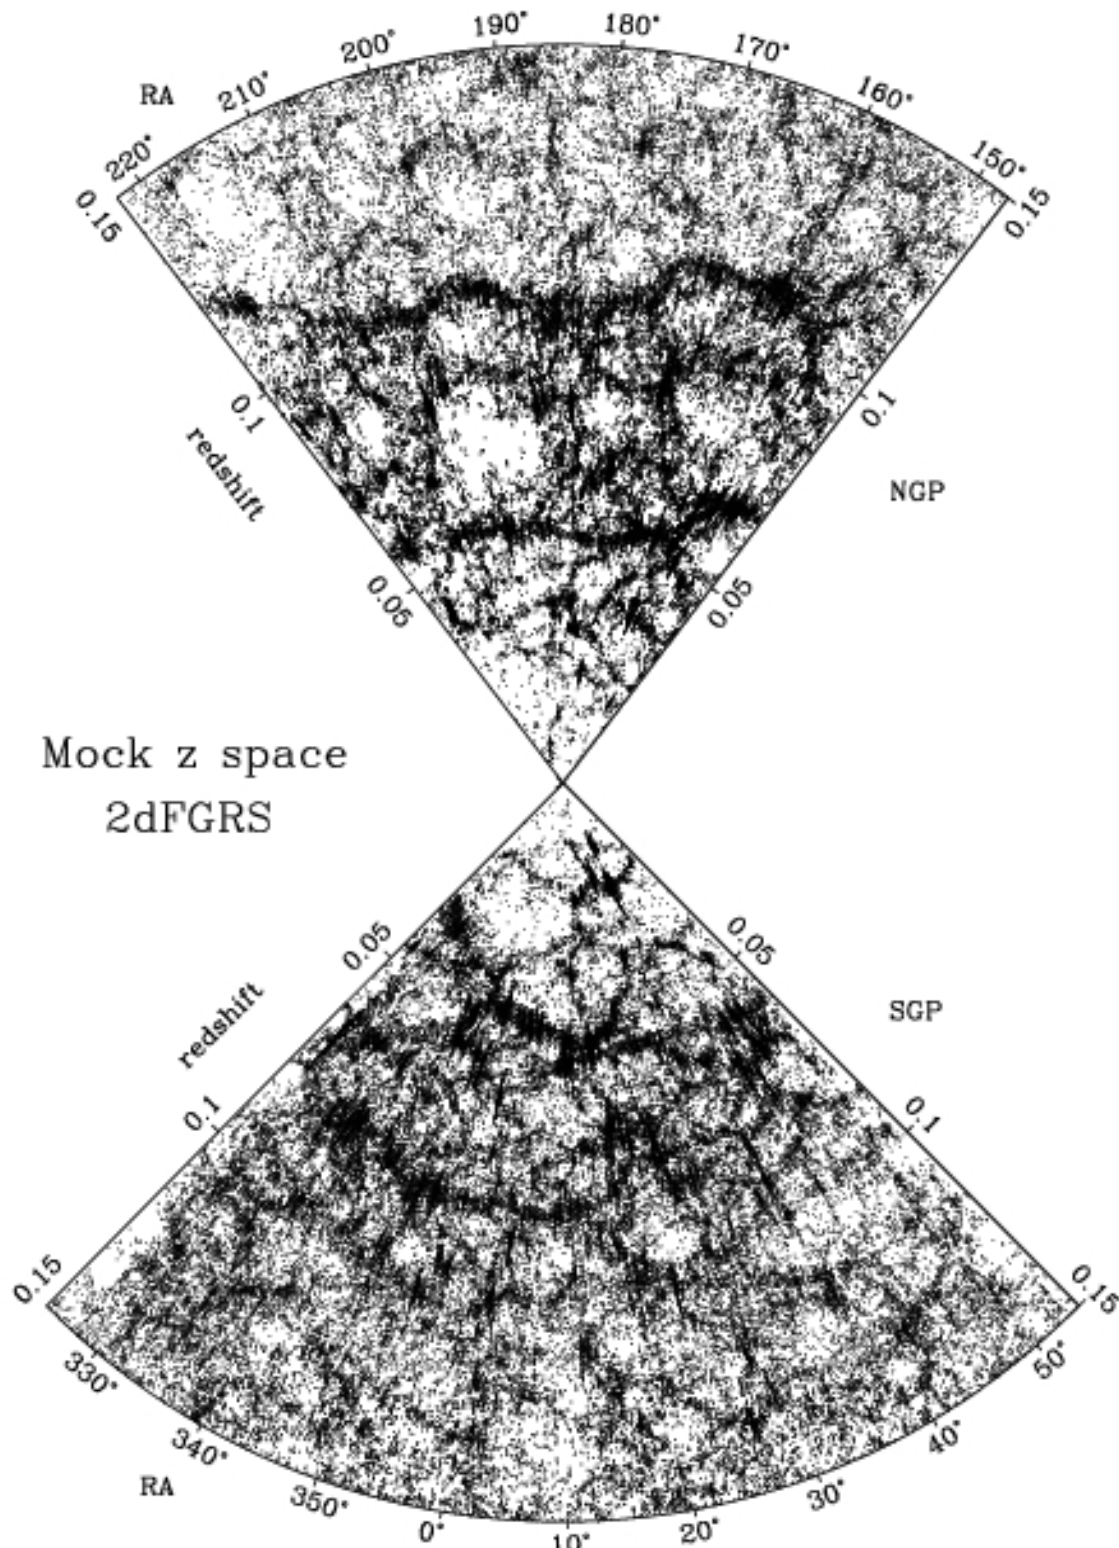 190° 180°
200° 170°
RA 210° 160°
220° 150°
0.15 0.15
0.1 0.1
redshift NGP
0.05 0.05
Mock z space
2dFGRS
0.05 0.05
redshift SGP
0.1 0.1
0.15 0.15
330° 50°
340° 40°
RA 350° 30°
0° 10° 20°